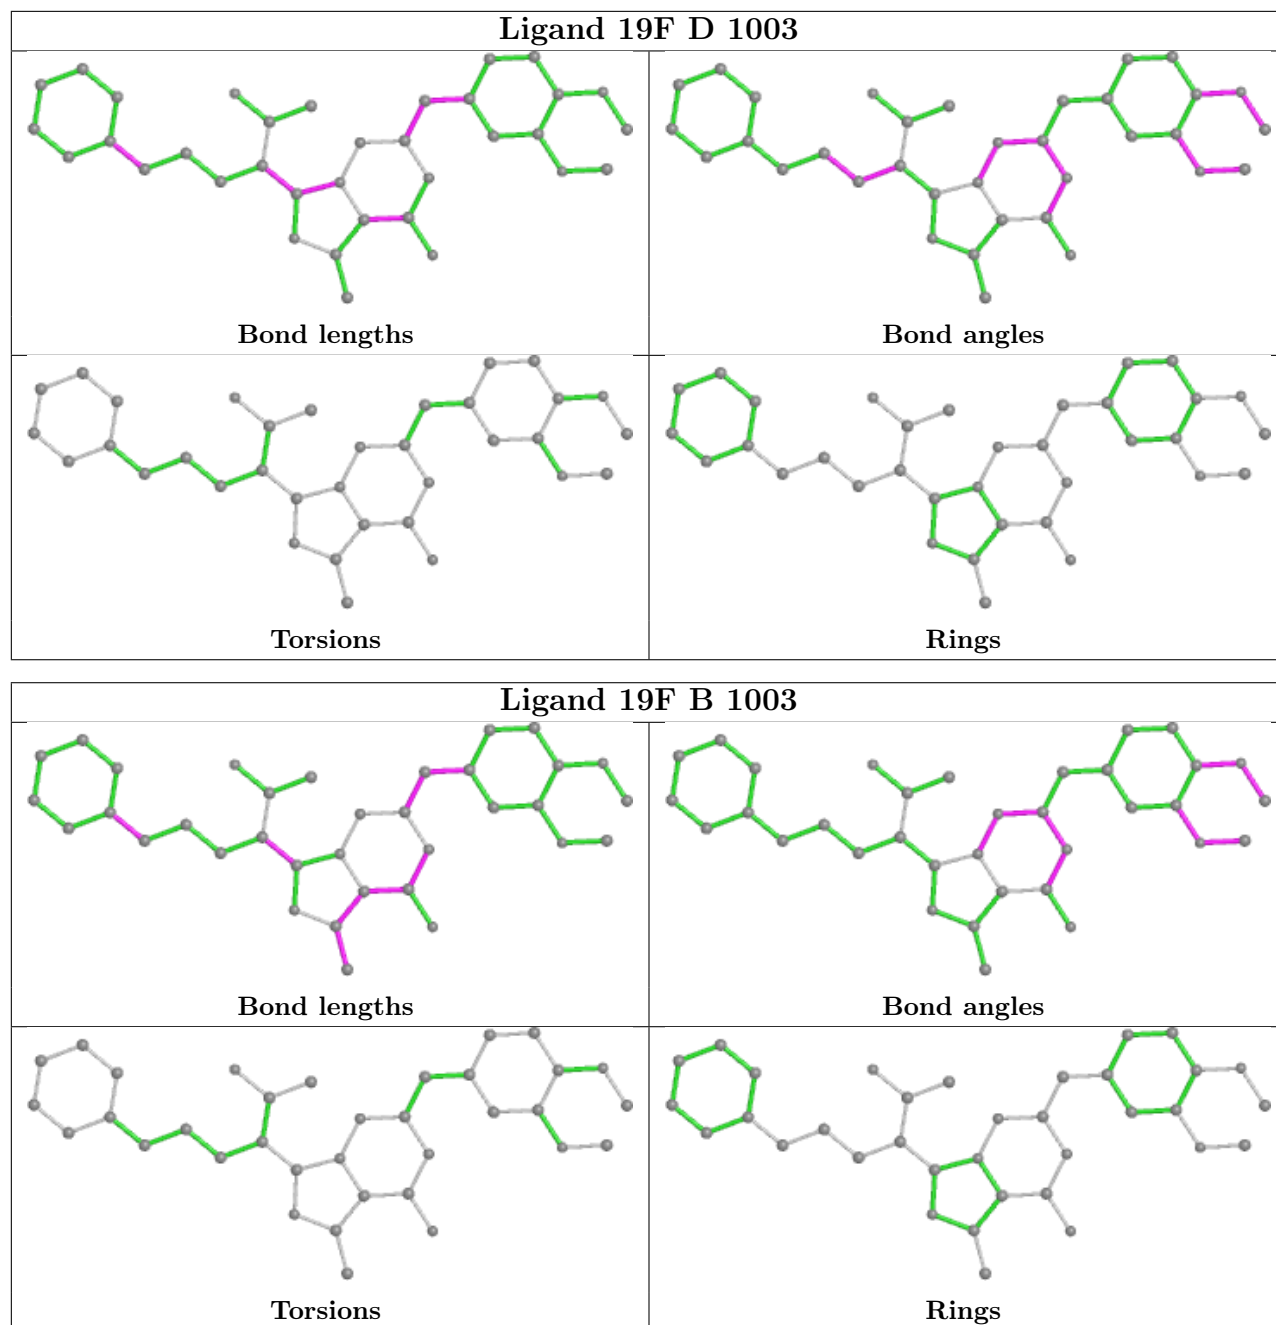 Ligand 19F D 1003
Bond lengths
Bond angles
Torsions
Rings
Ligand 19F B 1003
Bond lengths
Bond angles
Torsions
Rings